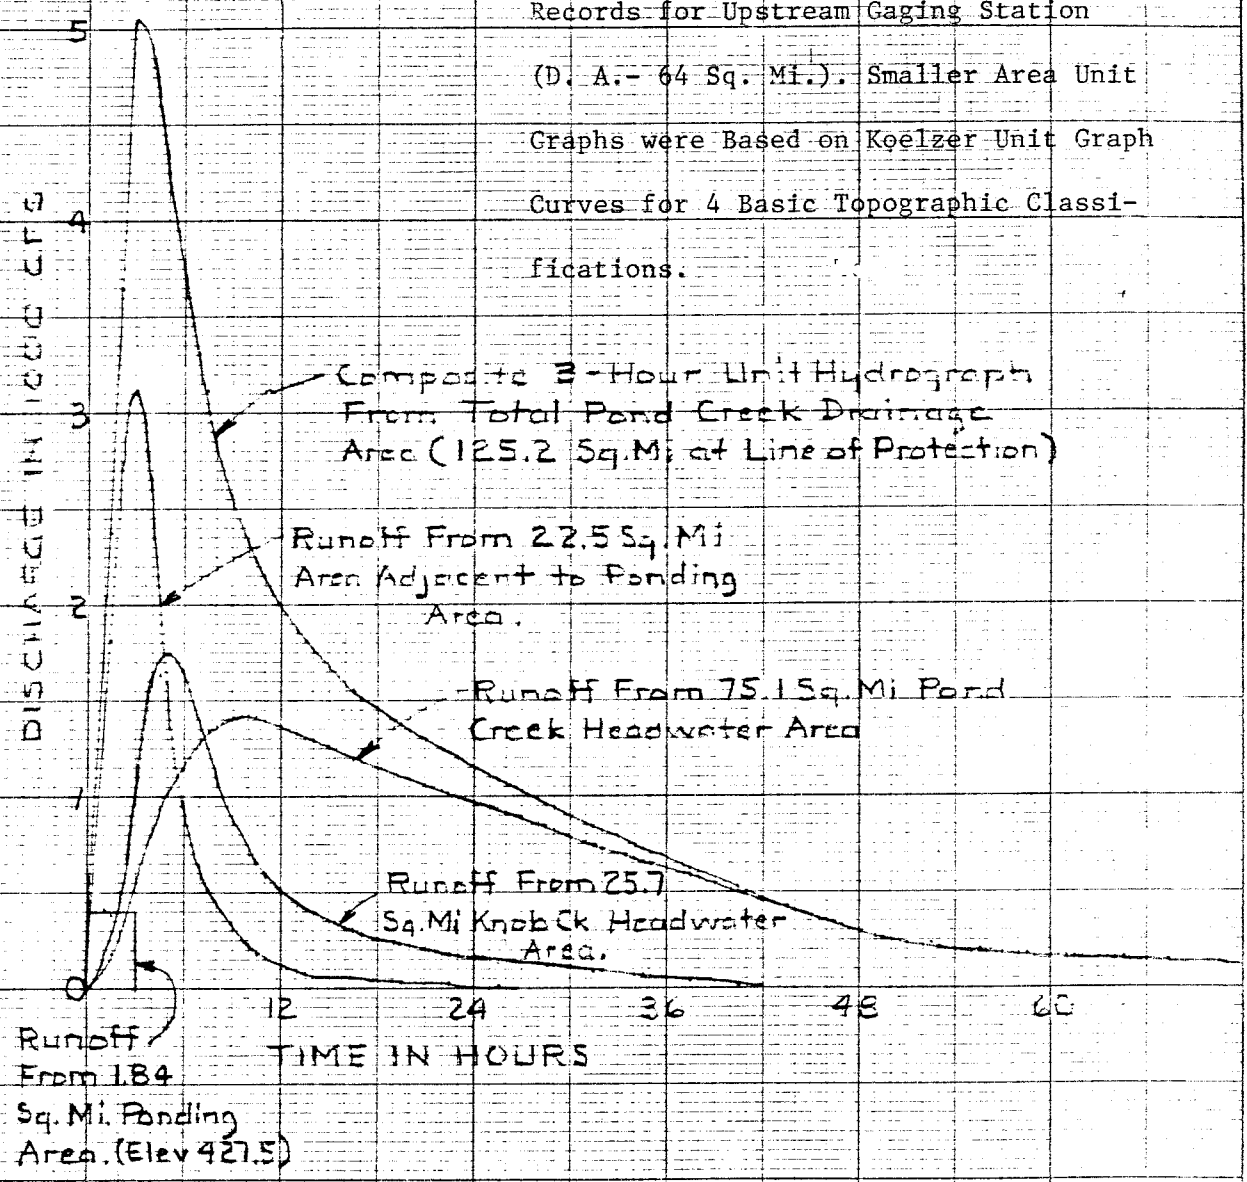 Records for Upstream Gaging Station
(D. A.- 64 Sq. Mi.). Smaller Area Unit
Graphs were Based on Koelzer Unit Graph
Curves for 4 Basic Topographic Classi-
fications.
5
4
3
2
1
0
DISCHARGE IN 1000 CFS
Composite 3-Hour Unit Hydrograph
From Total Pond Creek Drainage
Area (125.2 Sq.Mi at Line of Protection)
Runoff From 22.5 Sq.Mi
Area Adjacent to Ponding
Area.
Runoff From 75.1 Sq.Mi Pond
Creek Headwater Area
Runoff From 25.7
Sq.Mi Knob Ck Headwater
Area.
12 24 36 48 60
TIME IN HOURS
Runoff
From 1.84
Sq. Mi. Ponding
Area. (Elev 427.5)